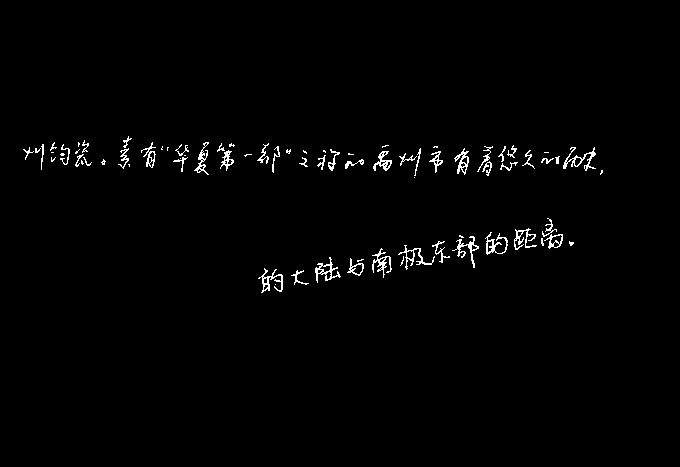 州钧瓷。素有“华夏第一都”之称的禹州市有着悠久的历史，
的大陆与南极东部的距离.